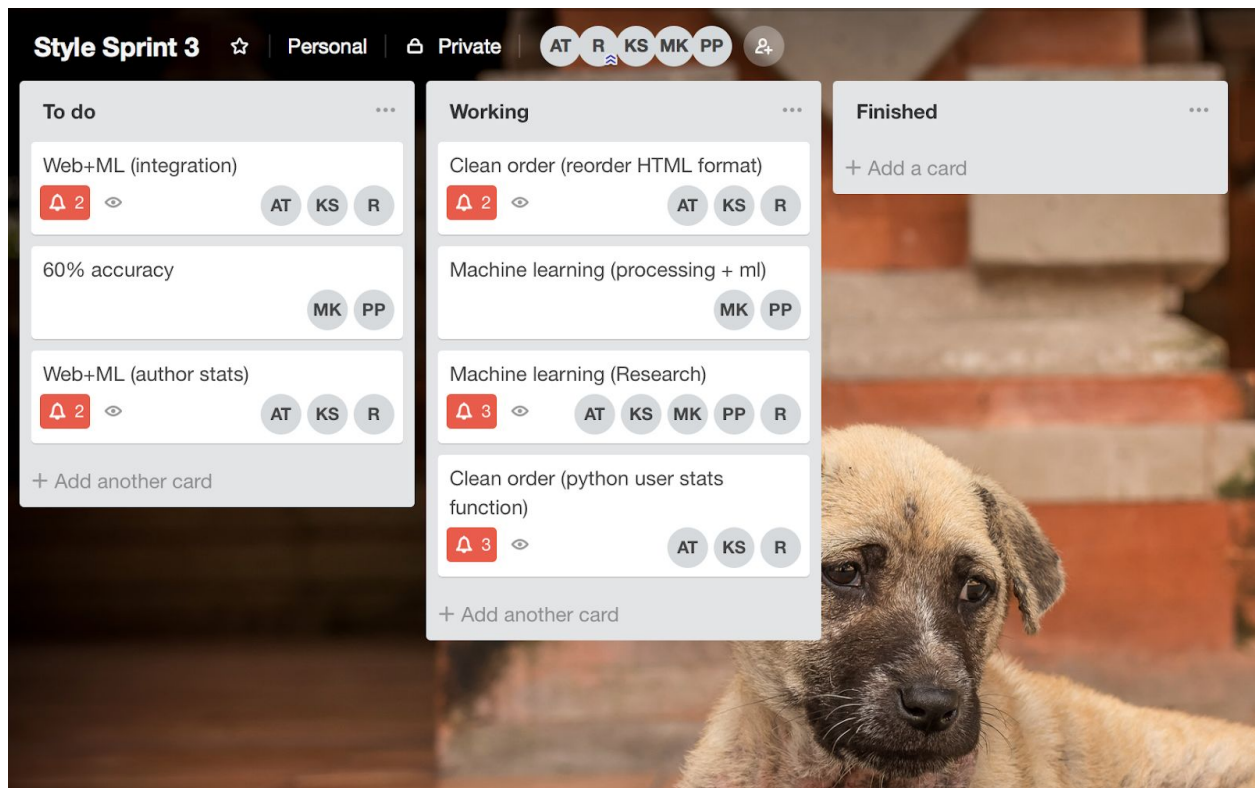 Style Sprint 3 Personal Private AT R KS MK PP
To do
Web+ML (integration)
2 AT KS R
60% accuracy
MK PP
Web+ML (author stats)
2 AT KS R
+ Add another card
Working
Clean order (reorder HTML format)
2 AT KS R
Machine learning (processing + ml)
MK PP
Machine learning (Research)
3 AT KS MK PP R
Clean order (python user stats
function)
3 AT KS R
+ Add another card
Finished
+ Add a card